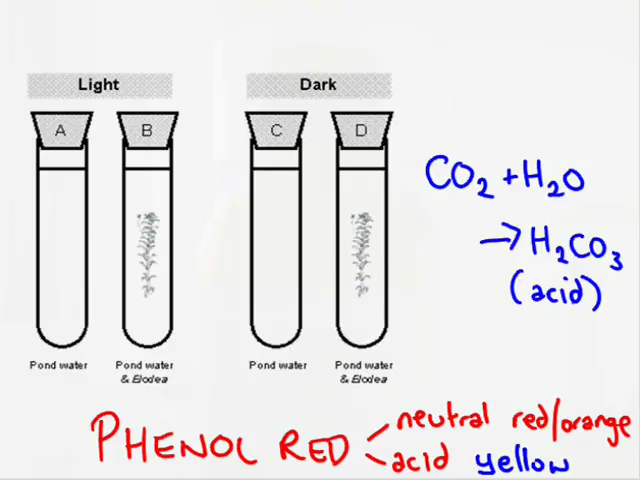 Light
Dark
A
B
C
D
CO2 + H2O
→ H2CO3
(acid)
Pond water
Pond water
& Elodea
Pond water
Pond water
& Elodea
PHENOL RED
neutral red/orange
acid yellow